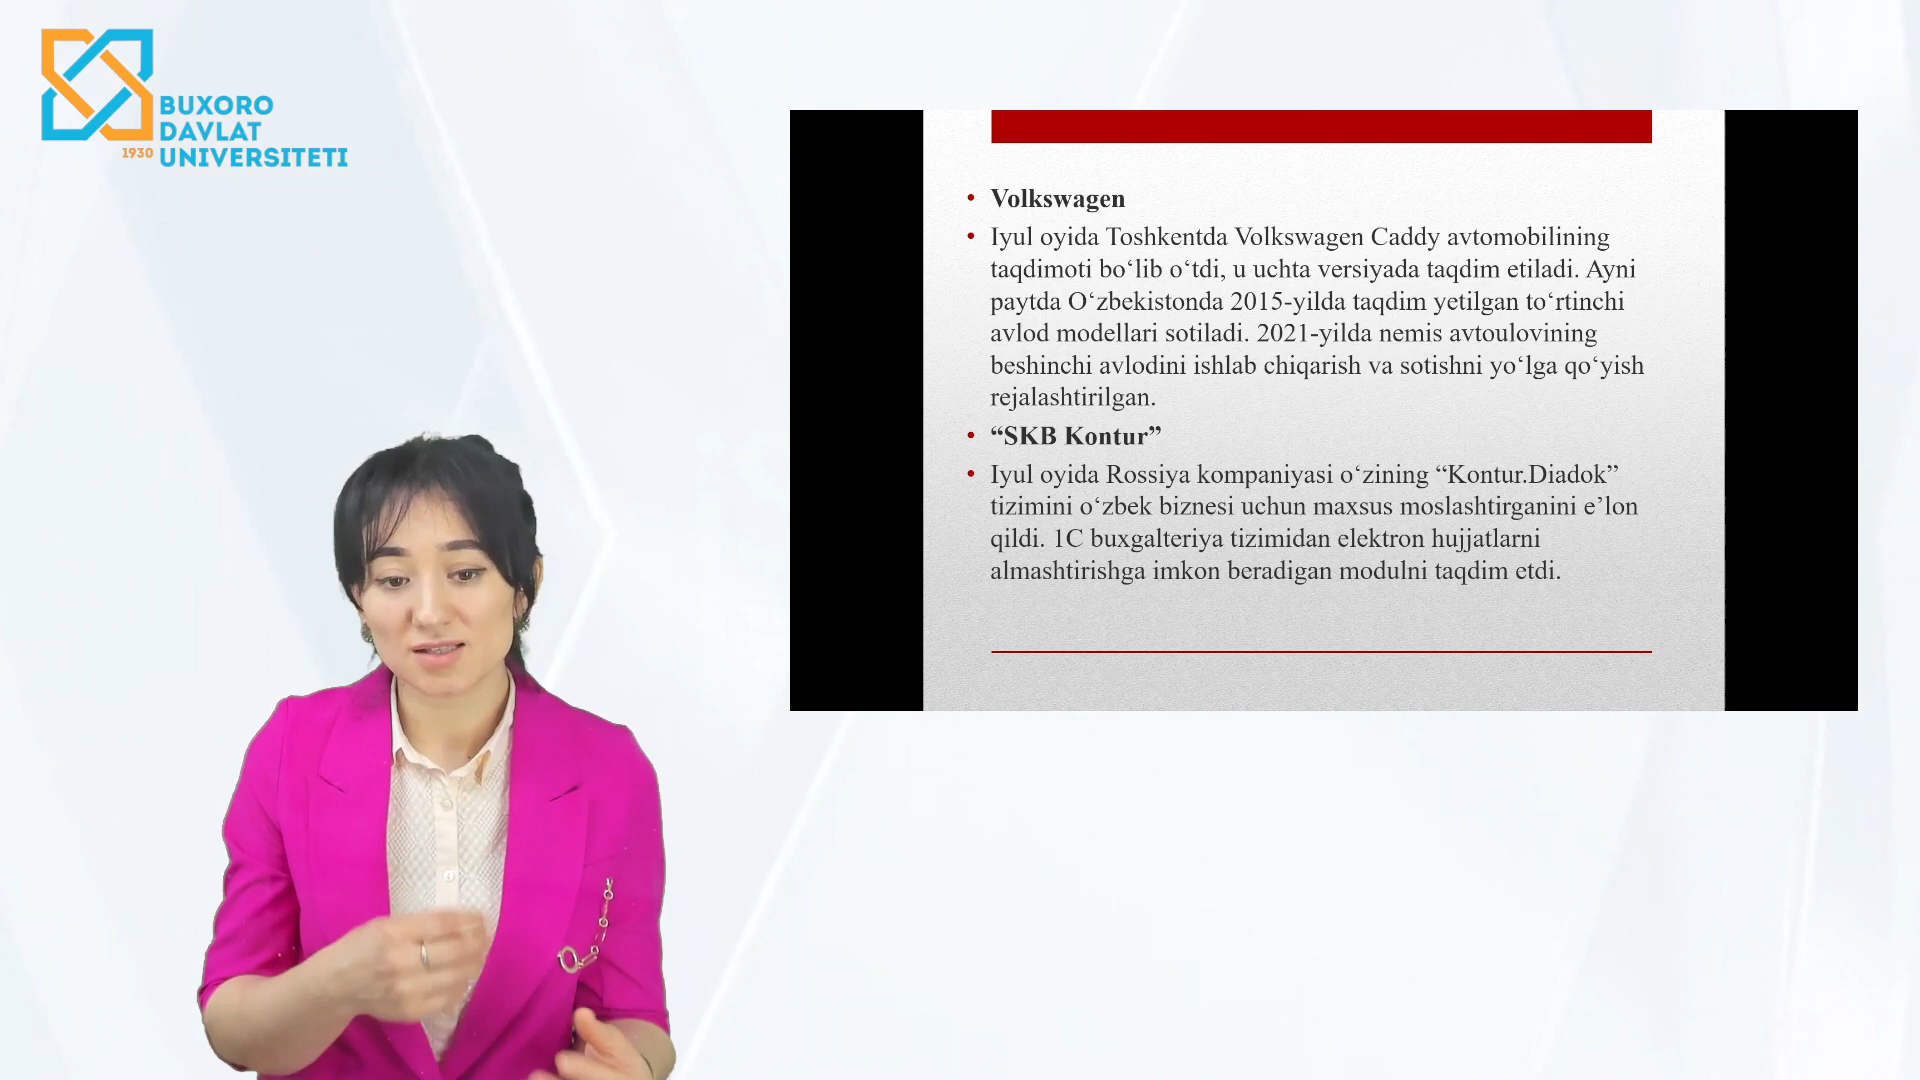 BUXORO
DAVLAT
1930 UNIVERSITETI
• Volkswagen
• Iyul oyida Toshkentda Volkswagen Caddy avtomobilining
taqdimoti bo‘lib o‘tdi, u uchta versiyada taqdim etiladi. Ayni
paytda O‘zbekistonda 2015-yilda taqdim yetilgan to‘rtinchi
avlod modellari sotiladi. 2021-yilda nemis avtoulovining
beshinchi avlodini ishlab chiqarish va sotishni yo‘lga qo‘yish
rejalashtirilgan.
• “SKB Kontur”
• Iyul oyida Rossiya kompaniyasi o‘zining “Kontur.Diadok”
tizimini o‘zbek biznesi uchun maxsus moslashtirganini e’lon
qildi. 1C buxgalteriya tizimidan elektron hujjatlarni
almashtirishga imkon beradigan modulni taqdim etdi.